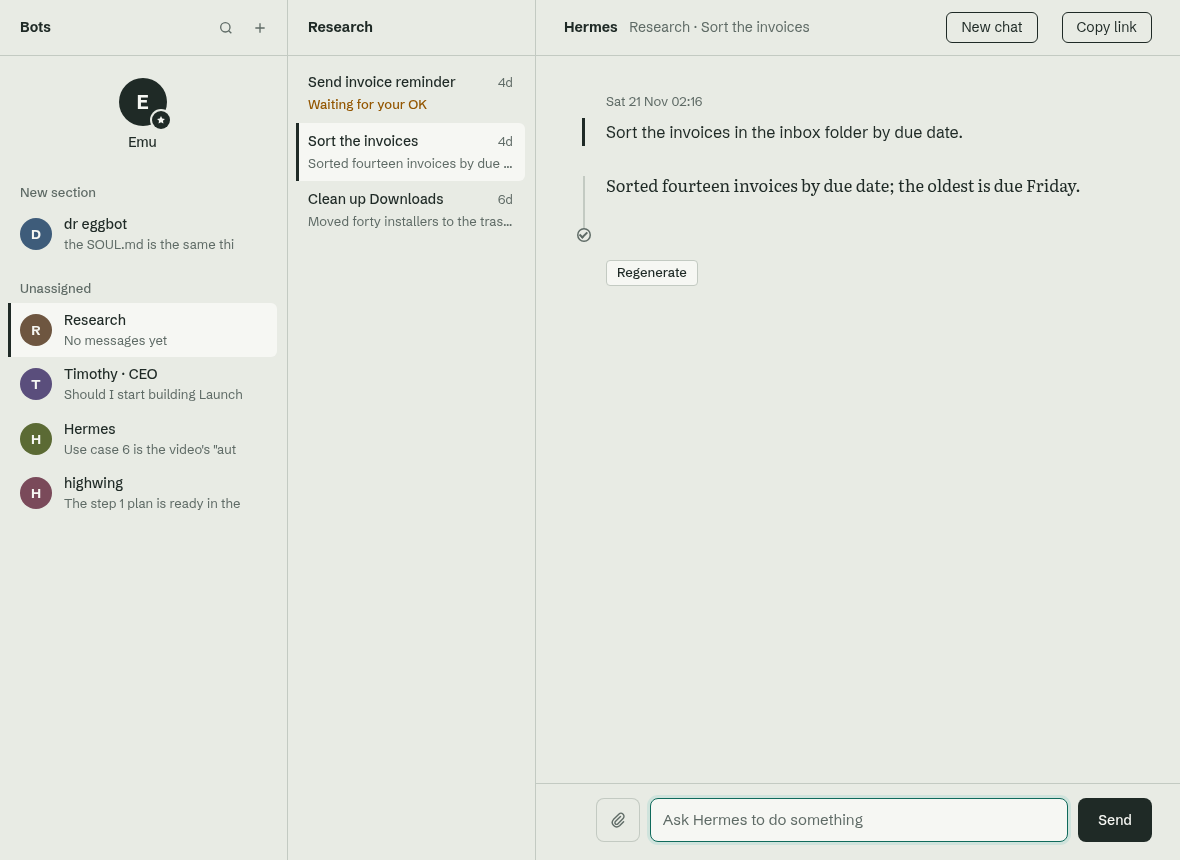 Bots
E
Emu
New section
D
dr eggbot
the SOUL.md is the same thi
Unassigned
R
Research
No messages yet
T
Timothy · CEO
Should I start building Launch
H
Hermes
Use case 6 is the video's "aut
H
highwing
The step 1 plan is ready in the
Research
Send invoice reminder 4d
Waiting for your OK
Sort the invoices 4d
Sorted fourteen invoices by due ...
Clean up Downloads 6d
Moved forty installers to the tras...
Hermes Research · Sort the invoices New chat Copy link
Sat 21 Nov 02:16
Sort the invoices in the inbox folder by due date.
Sorted fourteen invoices by due date; the oldest is due Friday.
Regenerate
Ask Hermes to do something Send